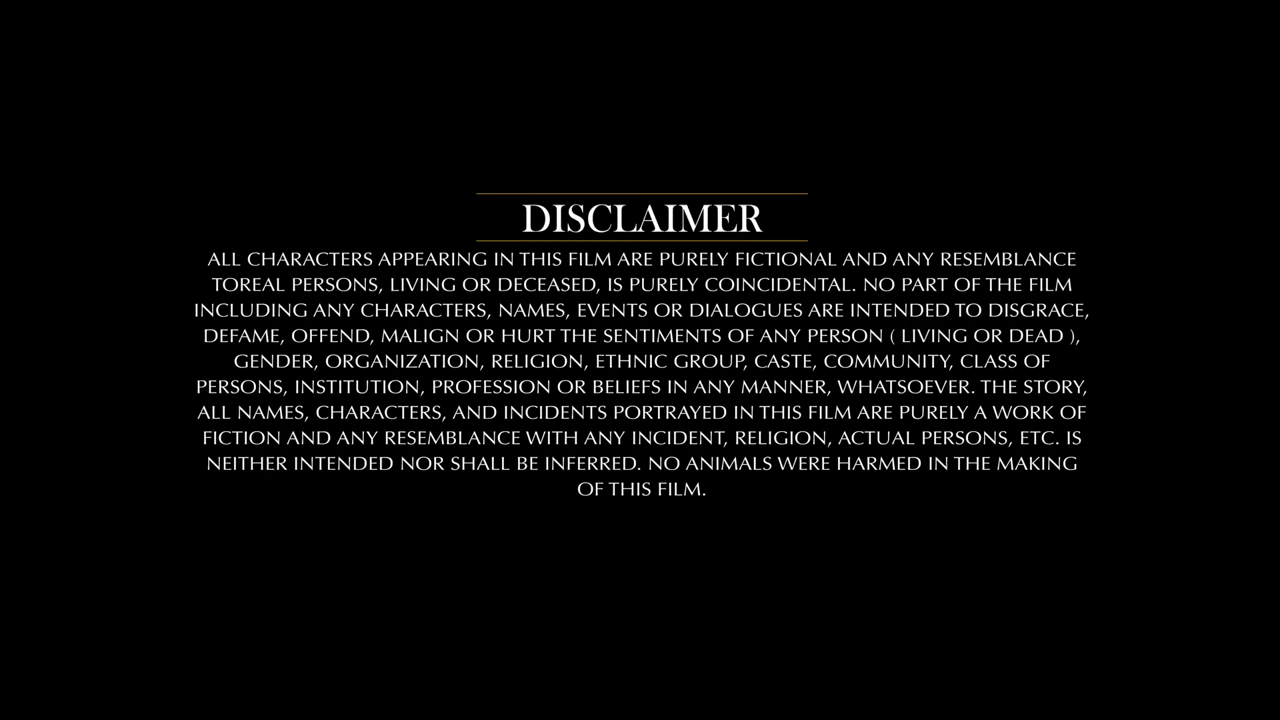 DISCLAIMER
ALL CHARACTERS APPEARING IN THIS FILM ARE PURELY FICTIONAL AND ANY RESEMBLANCE
TOREAL PERSONS, LIVING OR DECEASED, IS PURELY COINCIDENTAL. NO PART OF THE FILM
INCLUDING ANY CHARACTERS, NAMES, EVENTS OR DIALOGUES ARE INTENDED TO DISGRACE,
DEFAME, OFFEND, MALIGN OR HURT THE SENTIMENTS OF ANY PERSON ( LIVING OR DEAD ),
GENDER, ORGANIZATION, RELIGION, ETHNIC GROUP, CASTE, COMMUNITY, CLASS OF
PERSONS, INSTITUTION, PROFESSION OR BELIEFS IN ANY MANNER, WHATSOEVER. THE STORY,
ALL NAMES, CHARACTERS, AND INCIDENTS PORTRAYED IN THIS FILM ARE PURELY A WORK OF
FICTION AND ANY RESEMBLANCE WITH ANY INCIDENT, RELIGION, ACTUAL PERSONS, ETC. IS
NEITHER INTENDED NOR SHALL BE INFERRED. NO ANIMALS WERE HARMED IN THE MAKING
OF THIS FILM.